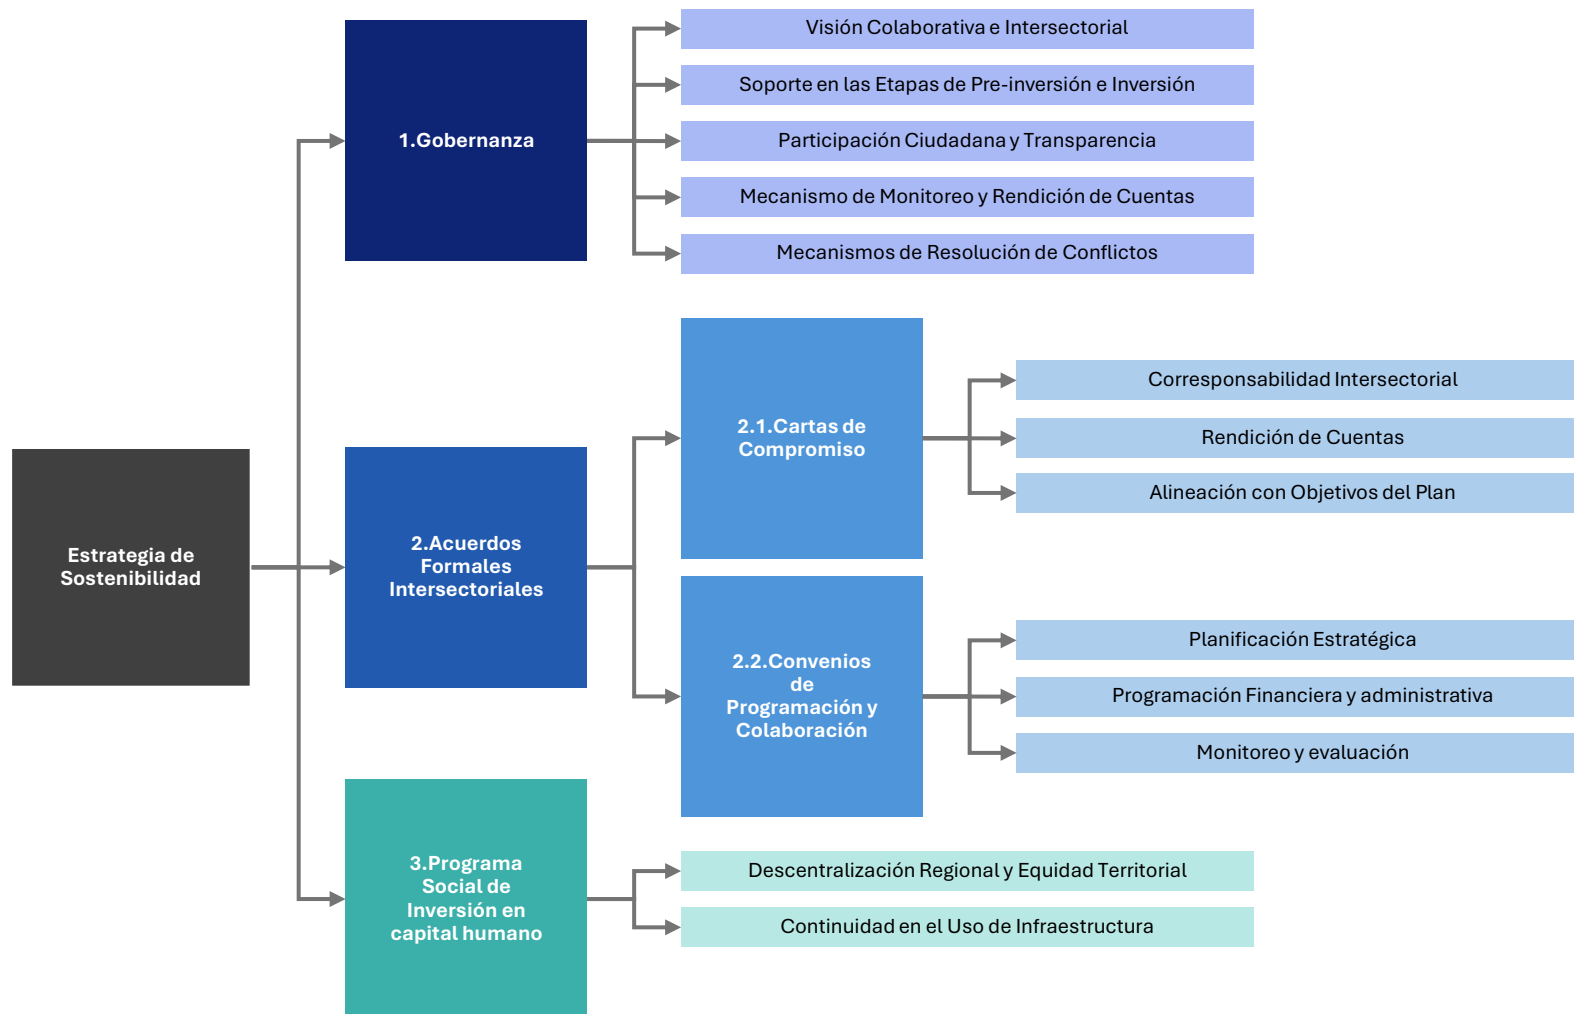 Estrategia de
Sostenibilidad
1.Gobernanza
Visión Colaborativa e Intersectorial
Soporte en las Etapas de Pre-inversión e Inversión
Participación Ciudadana y Transparencia
Mecanismo de Monitoreo y Rendición de Cuentas
Mecanismos de Resolución de Conflictos
2.Acuerdos
Formales
Intersectoriales
2.1.Cartas de
Compromiso
Corresponsabilidad Intersectorial
Rendición de Cuentas
Alineación con Objetivos del Plan
2.2.Convenios
de
Programación y
Colaboración
Planificación Estratégica
Programación Financiera y administrativa
Monitoreo y evaluación
3.Programa
Social de
Inversión en
capital humano
Descentralización Regional y Equidad Territorial
Continuidad en el Uso de Infraestructura